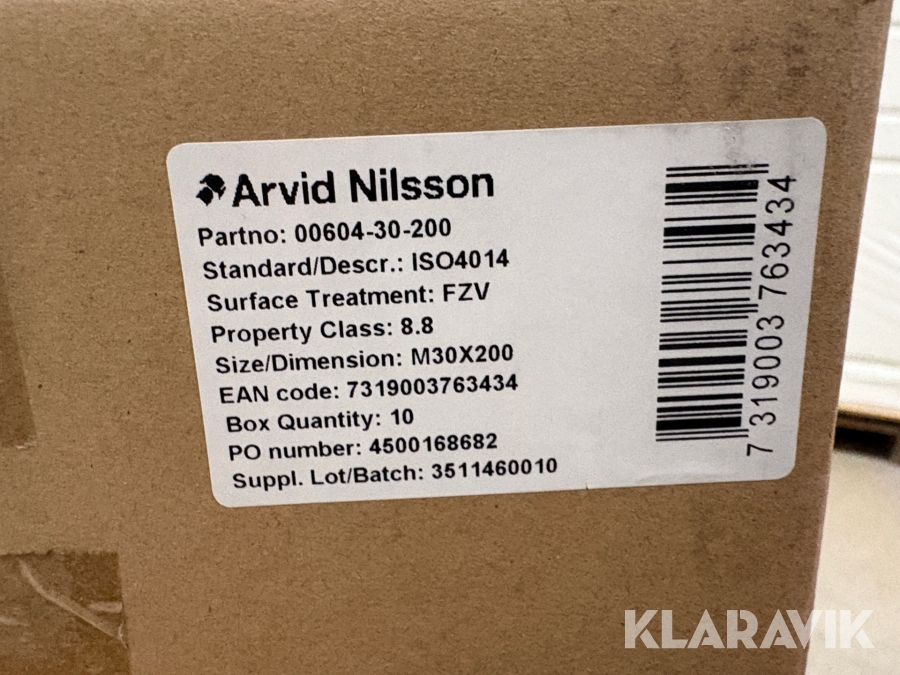 Arvid Nilsson
Partno: 00604-30-200
Standard/Descr.: ISO4014
Surface Treatment: FZV
Property Class: 8.8
Size/Dimension: M30X200
EAN code: 7319003763434
Box Quantity: 10
PO number: 4500168682
Suppl. Lot/Batch: 3511460010
7 319003 763434
KLARAVIK